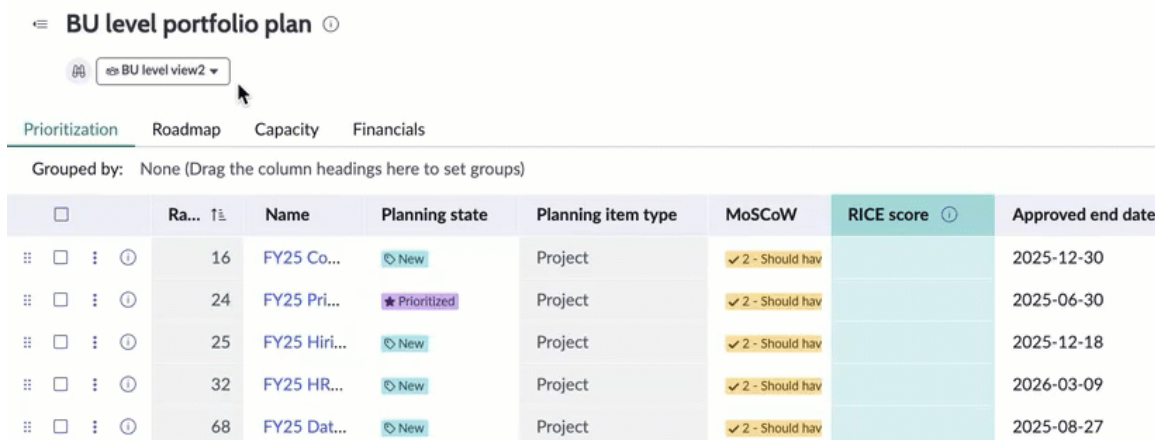 BU level portfolio plan
BU level view2
Prioritization Roadmap Capacity Financials
Grouped by: None (Drag the column headings here to set groups)
Ra... Name Planning state Planning item type MoSCoW RICE score Approved end date
16 FY25 Co... New Project 2 - Should hav 2025-12-30
24 FY25 Pri... Prioritized Project 2 - Should hav 2025-06-30
25 FY25 Hiri... New Project 2 - Should hav 2025-12-18
32 FY25 HR... New Project 2 - Should hav 2026-03-09
68 FY25 Dat... New Project 2 - Should hav 2025-08-27